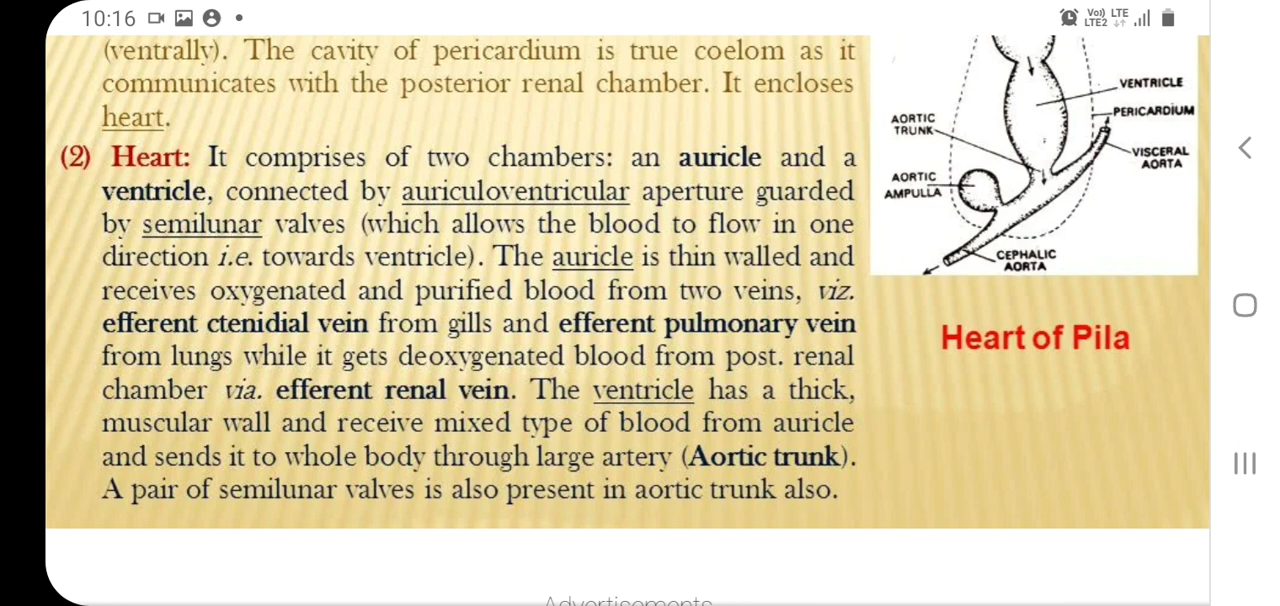 10:16
Vo)) LTE
LTE2
(ventrally). The cavity of pericardium is true coelom as it
communicates with the posterior renal chamber. It encloses
heart.
(2) Heart: It comprises of two chambers: an auricle and a
ventricle, connected by auriculoventricular aperture guarded
by semilunar valves (which allows the blood to flow in one
direction i.e. towards ventricle). The auricle is thin walled and
receives oxygenated and purified blood from two veins, viz.
efferent ctenidial vein from gills and efferent pulmonary vein
from lungs while it gets deoxygenated blood from post. renal
chamber via. efferent renal vein. The ventricle has a thick,
muscular wall and receive mixed type of blood from auricle
and sends it to whole body through large artery (Aortic trunk).
A pair of semilunar valves is also present in aortic trunk also.
VENTRICLE
PERICARDIUM
AORTIC
TRUNK
VISCERAL
AORTA
AORTIC
AMPULLA
CEPHALIC
AORTA
Heart of Pila
Advertisements